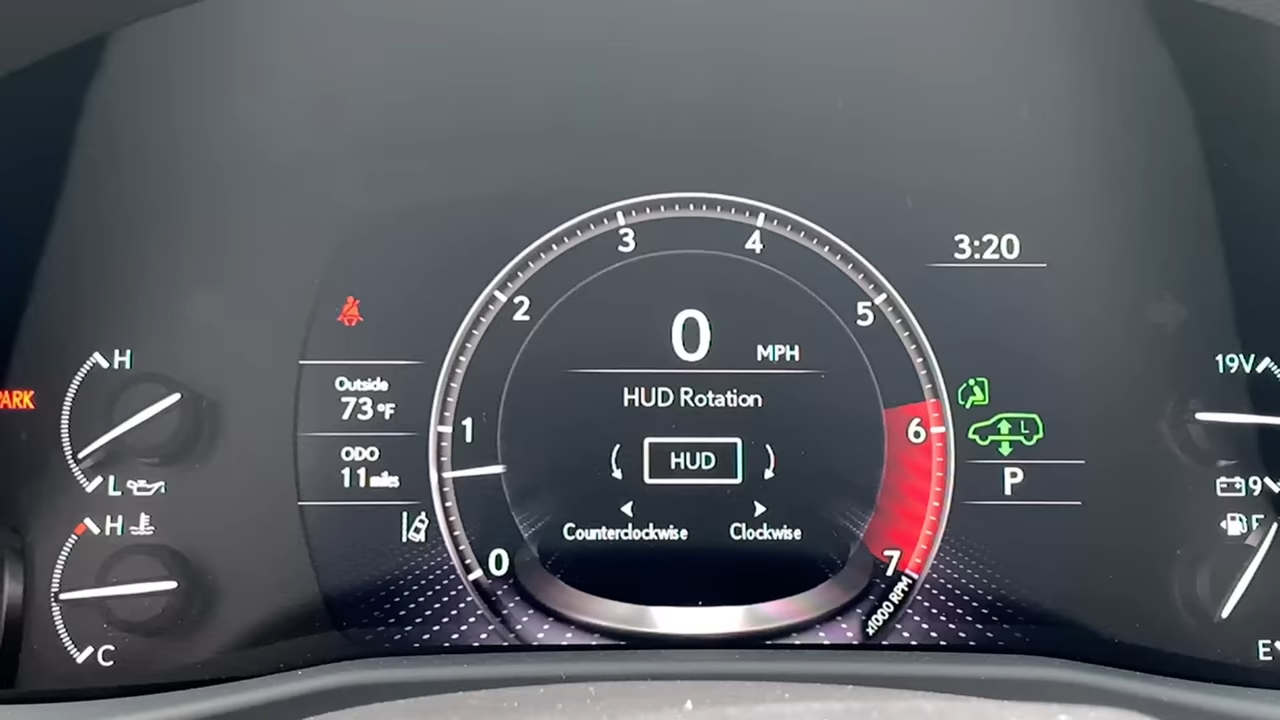 3
4
3:20
2
5
0
MPH
H
19V
PARK
Outside
73°F
HUD Rotation
1
6
L
ODO
11 miles
HUD
P
L
9
H
F
Counterclockwise
Clockwise
0
7
x1000 RPM
C
E